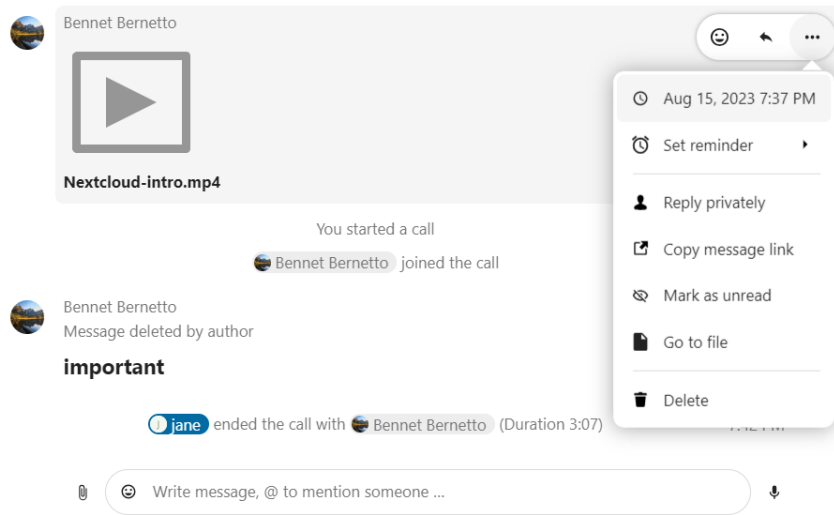 Bennet Bernetto
Aug 15, 2023 7:37 PM
Set reminder
Nextcloud-intro.mp4
Reply privately
You started a call
Copy message link
Bennet Bernetto joined the call
Mark as unread
Bennet Bernetto
Message deleted by author
Go to file
important
Delete
jane ended the call with Bennet Bernetto (Duration 3:07)
Write message, @ to mention someone ...